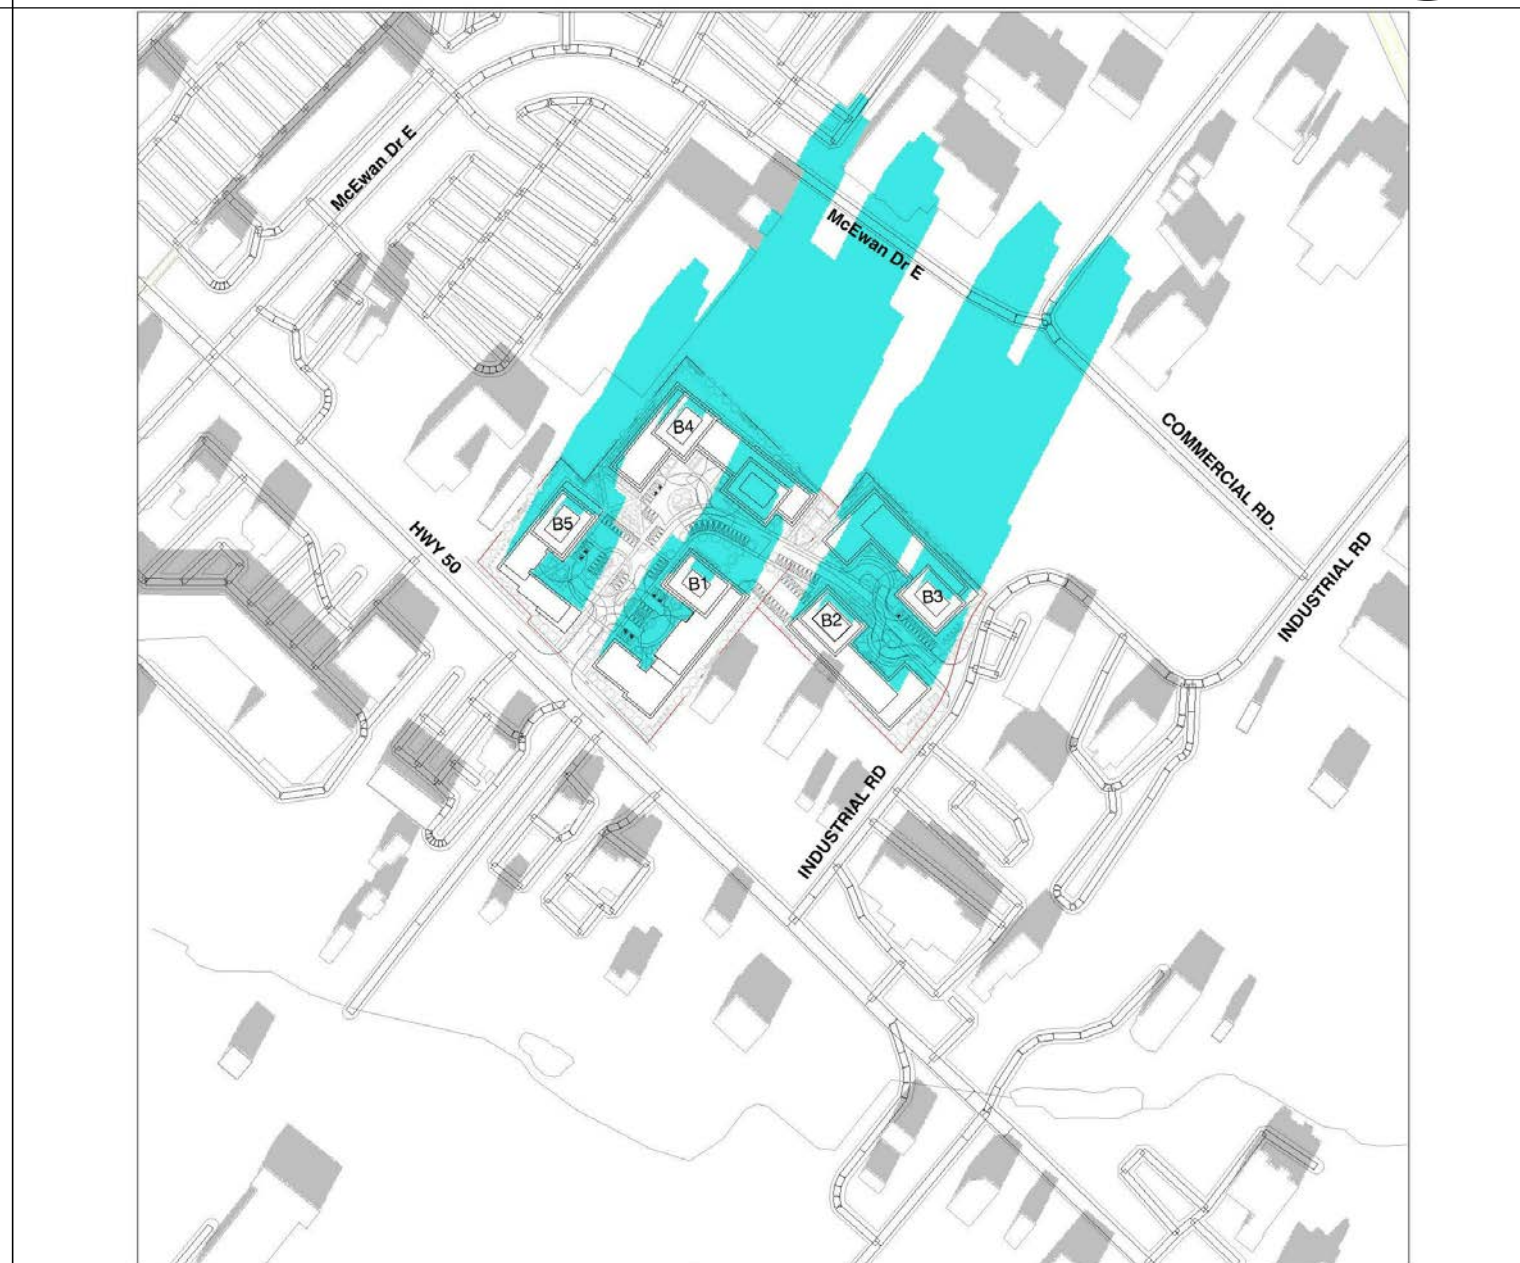 McEwan Dr E
McEwan Dr E
B4
COMMERCIAL RD.
B5
HWY 50
B1
B3
B2
INDUSTRIAL RD
INDUSTRIAL RD